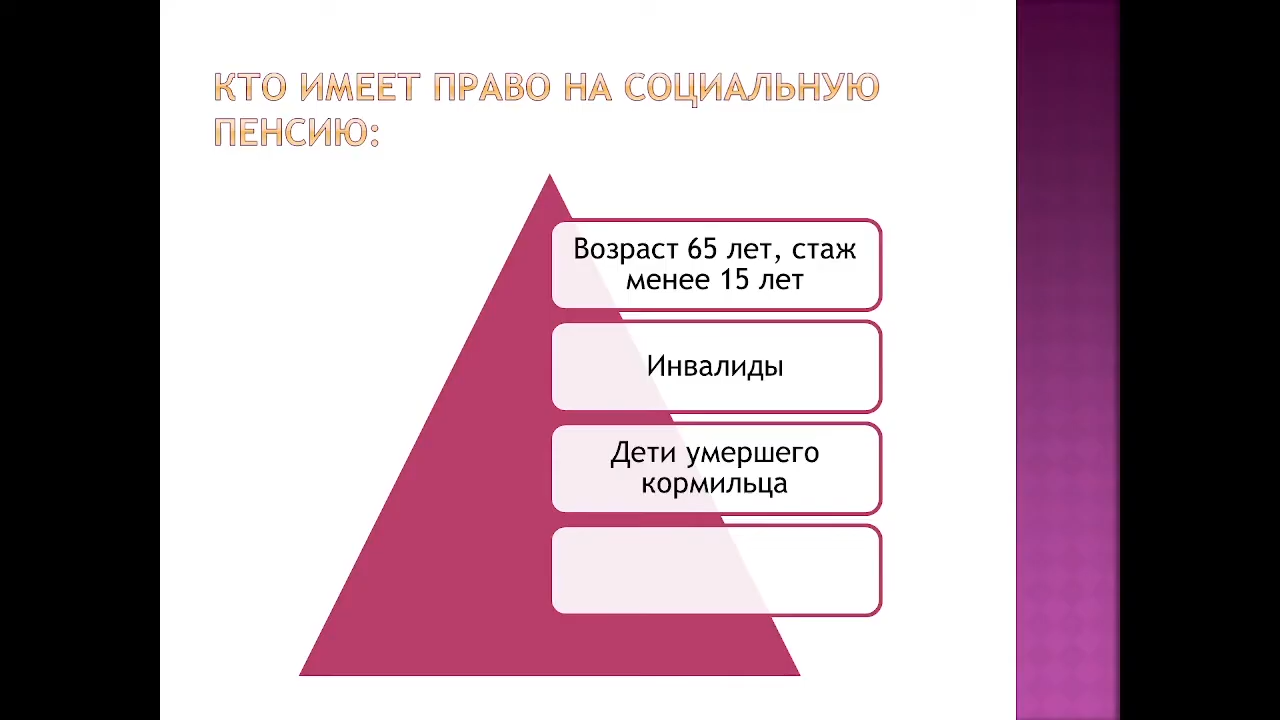 КТО ИМЕЕТ ПРАВО НА СОЦИАЛЬНУЮ
ПЕНСИЮ:
Возраст 65 лет, стаж
менее 15 лет
Инвалиды
Дети умершего
кормильца